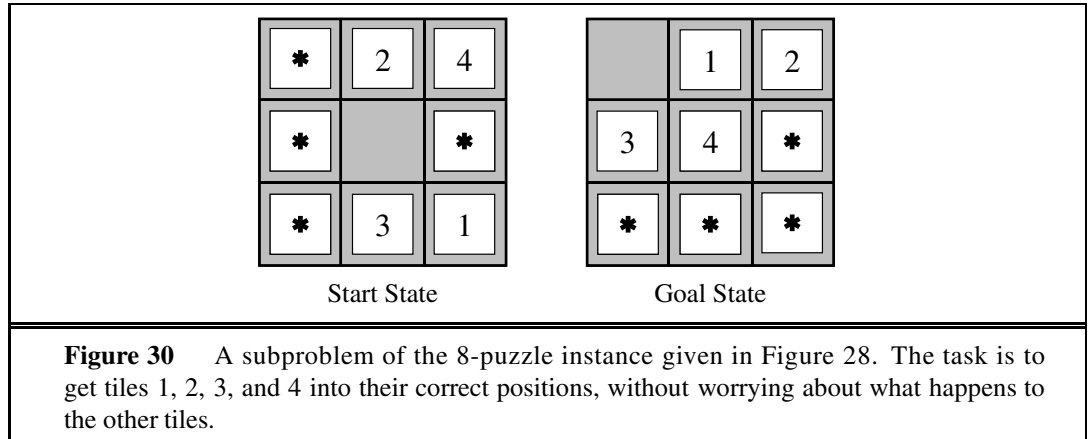 * 2 4
* *
* 3 1
1 2
3 4 *
* * *
Start State
Goal State
Figure 30 A subproblem of the 8-puzzle instance given in Figure 28. The task is to
get tiles 1, 2, 3, and 4 into their correct positions, without worrying about what happens to
the other tiles.